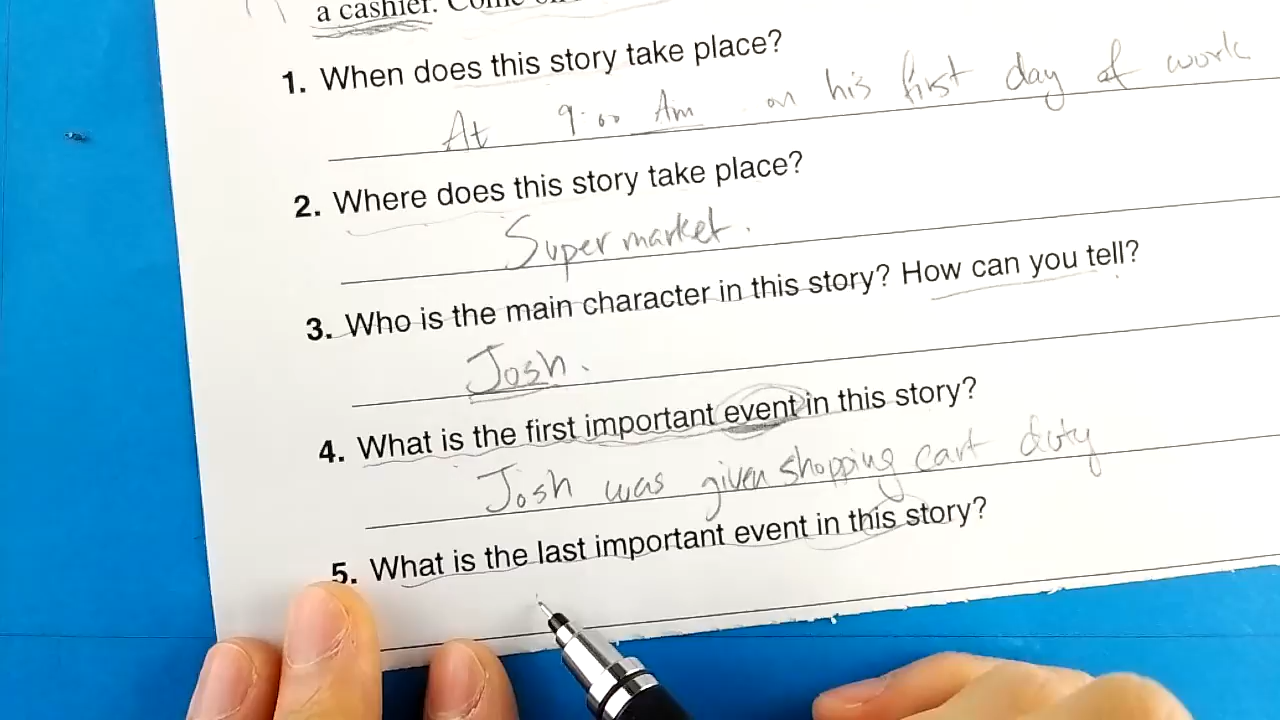 a cashier. Come
1. When does this story take place?
At 9:00 Am on his first day of work
2. Where does this story take place?
Supermarket.
3. Who is the main character in this story? How can you tell?
Josh.
4. What is the first important event in this story?
Josh was given shopping cart duty
5. What is the last important event in this story?